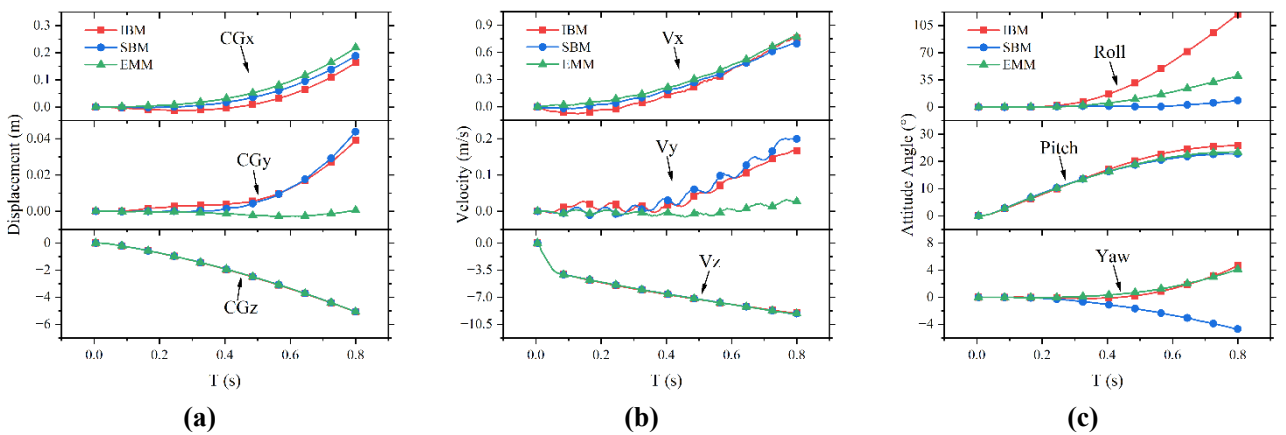 0.3
0.2
0.1
0.0
IBM
SBM
EMM
CGx
0.04
0.02
0.00
CGy
0
−2
−4
−6
CGz
Displacement (m)
0.0 0.2 0.4 0.6 0.8
T (s)
(a)
0.9
0.6
0.3
0.0
IBM
SBM
EMM
Vx
0.2
0.1
0.0
Vy
0.0
−3.5
−7.0
−10.5
Vz
Velocity (m/s)
0.0 0.2 0.4 0.6 0.8
T (s)
(b)
105
70
35
0
IBM
SBM
EMM
Roll
30
20
10
0
Pitch
8
4
0
−4
Yaw
Attitude Angle (°)
0.0 0.2 0.4 0.6 0.8
T (s)
(c)